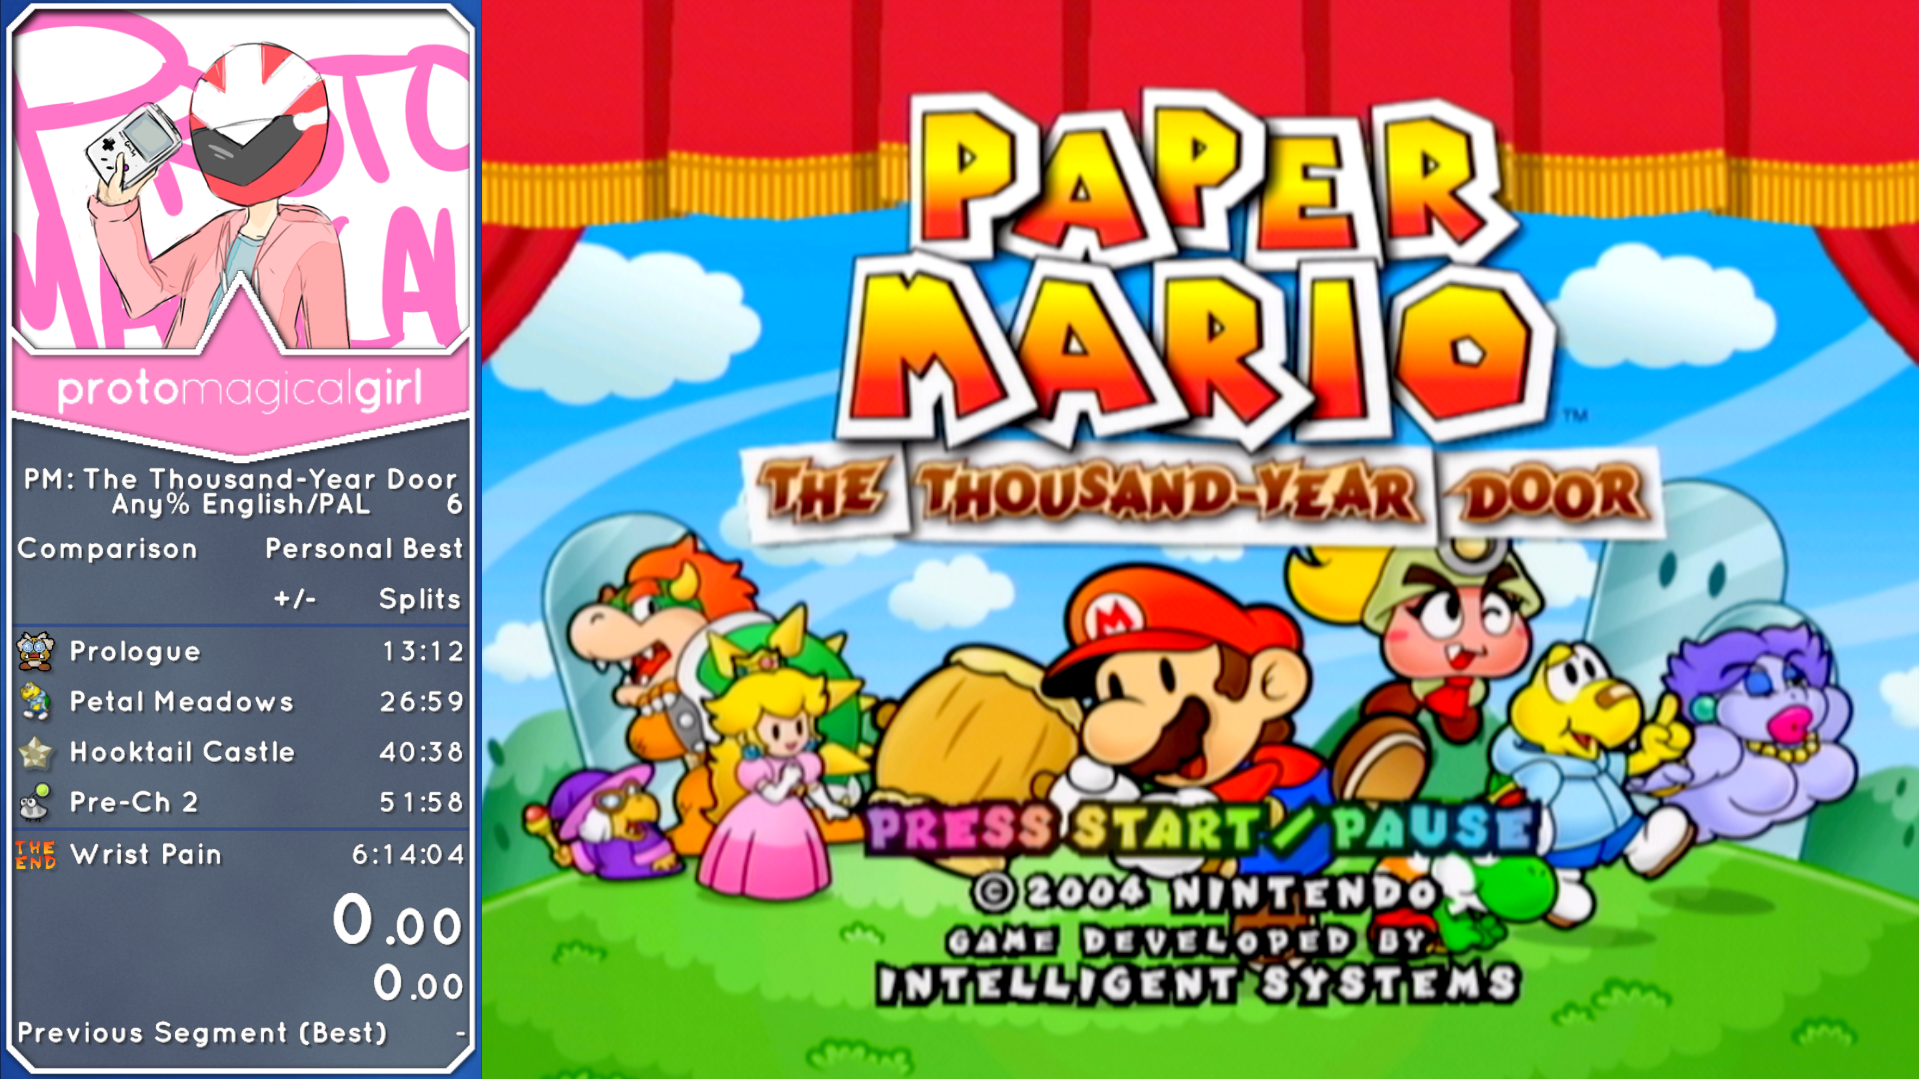 protomagicalgirl
PM: The Thousand-Year Door
Any% English/PAL 6
Comparison Personal Best
+/- Splits
Prologue 13:12
Petal Meadows 26:59
Hooktail Castle 40:38
Pre-Ch 2 51:58
THE END Wrist Pain 6:14:04
0.00
0.00
Previous Segment (Best) -
PAPER
MARIO
TM
THE THOUSAND-YEAR DOOR
M
PRESS START/PAUSE
© 2004 NINTENDO
GAME DEVELOPED BY
INTELLIGENT SYSTEMS